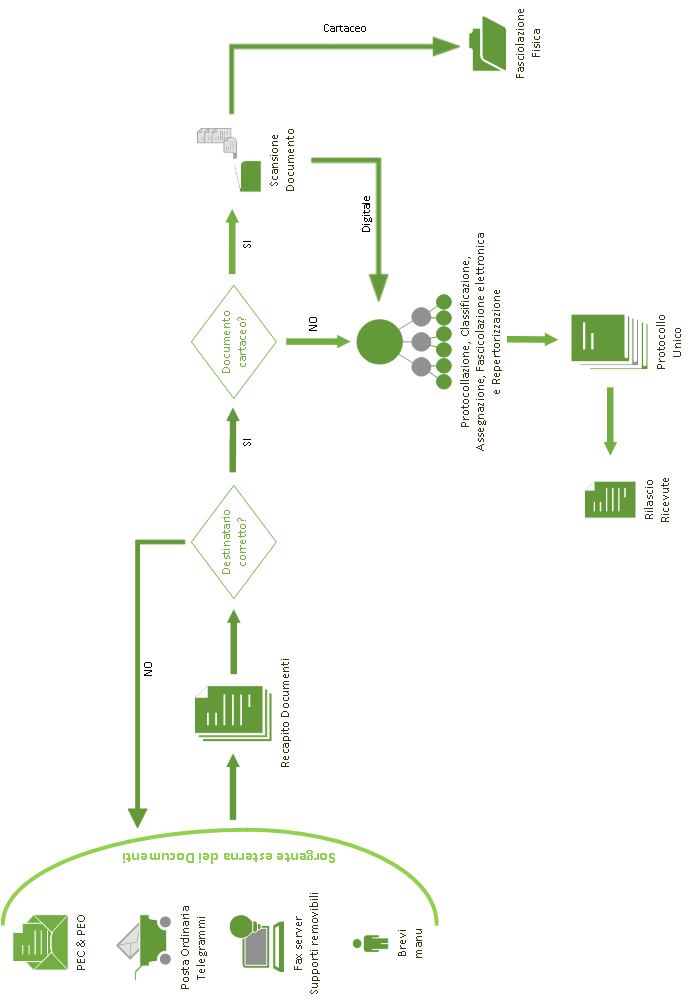 PEC & PEO
Posta Ordinaria
Telegrammi
Fax server
Supporti removibili
Brevi
manu
Sorgente esterna dei Documenti
Recapito Documenti
NO
Destinatario
corretto?
SI
Documento
cartaceo?
SI
NO
Scansione
Documento
Cartaceo
Digitale
Fasciolazione
Fisica
Protocollazione, Classificazione,
Assegnazione, Fascicolazione elettronica
e Repertorizzazione
Protocollo
Unico
Rilascio
Ricevute